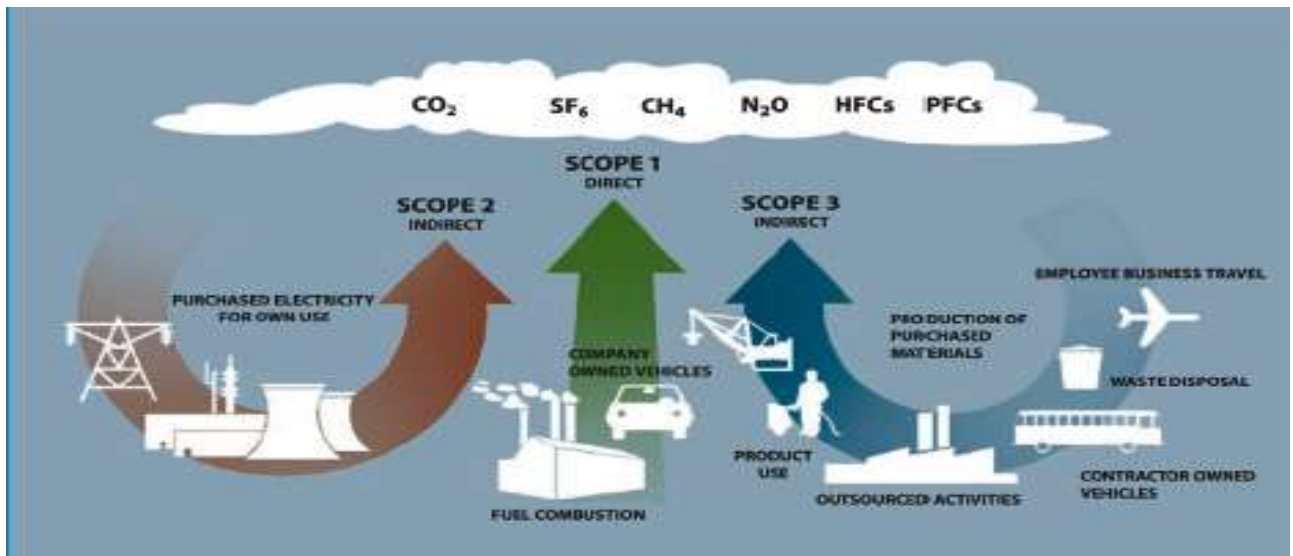 CO₂ SF₆ CH₄ N₂O HFCs PFCs
SCOPE 1
DIRECT
SCOPE 2
INDIRECT
SCOPE 3
INDIRECT
PURCHASED ELECTRICITY
FOR OWN USE
COMPANY
OWNED VEHICLES
FUEL COMBUSTION
PRODUCT
USE
PRODUCTION OF
PURCHASED
MATERIALS
OUTSOURCED ACTIVITIES
EMPLOYEE BUSINESS TRAVEL
WASTE DISPOSAL
CONTRACTOR OWNED
VEHICLES